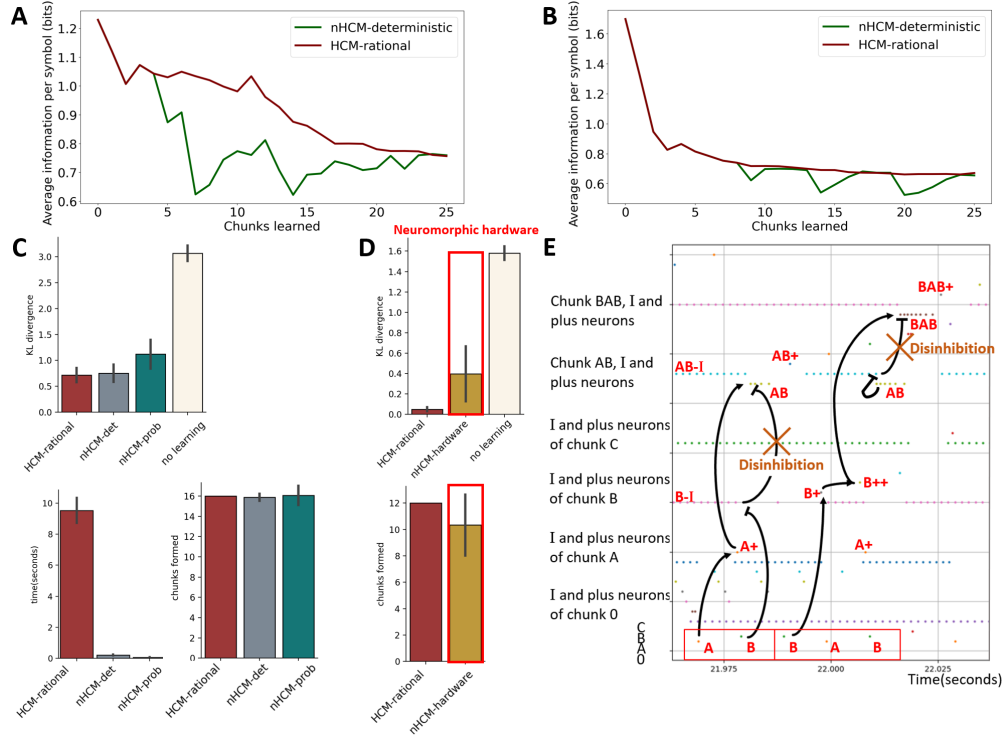 A
Average information per symbol (bits)
1.2
1.1
1.0
0.9
0.8
0.7
0.6
0
5
10
15
20
25
Chunks learned
nHCM-deterministic
HCM-rational
B
Average information per symbol (bits)
1.6
1.4
1.2
1.0
0.8
0.6
0
5
10
15
20
25
Chunks learned
nHCM-deterministic
HCM-rational
C
KL divergence
3.0
2.5
2.0
1.5
1.0
0.5
0.0
HCM-rational
nHCM-det
nHCM-prob
no learning
time(seconds)
10
8
6
4
2
0
HCM-rational
nHCM-det
nHCM-prob
chunks formed
16
14
12
10
8
6
4
2
0
HCM-rational
nHCM-det
nHCM-prob
D
Neuromorphic hardware
KL divergence
1.6
1.4
1.2
1.0
0.8
0.6
0.4
0.2
0.0
HCM-rational
nHCM-hardware
no learning
chunks formed
12
10
8
6
4
2
0
HCM-rational
nHCM-hardware
E
Chunk BAB, I and
plus neurons
Chunk AB, I and
plus neurons
I and plus neurons
of chunk C
I and plus neurons
of chunk B
I and plus neurons
of chunk A
I and plus neurons
of chunk 0
C
B
A
0
BAB+
BAB
Disinhibition
AB-I
AB+
AB
AB
Disinhibition
B-I
B+
B++
A+
A+
A
B
B
A
B
21.975
22.000
22.025
Time(seconds)